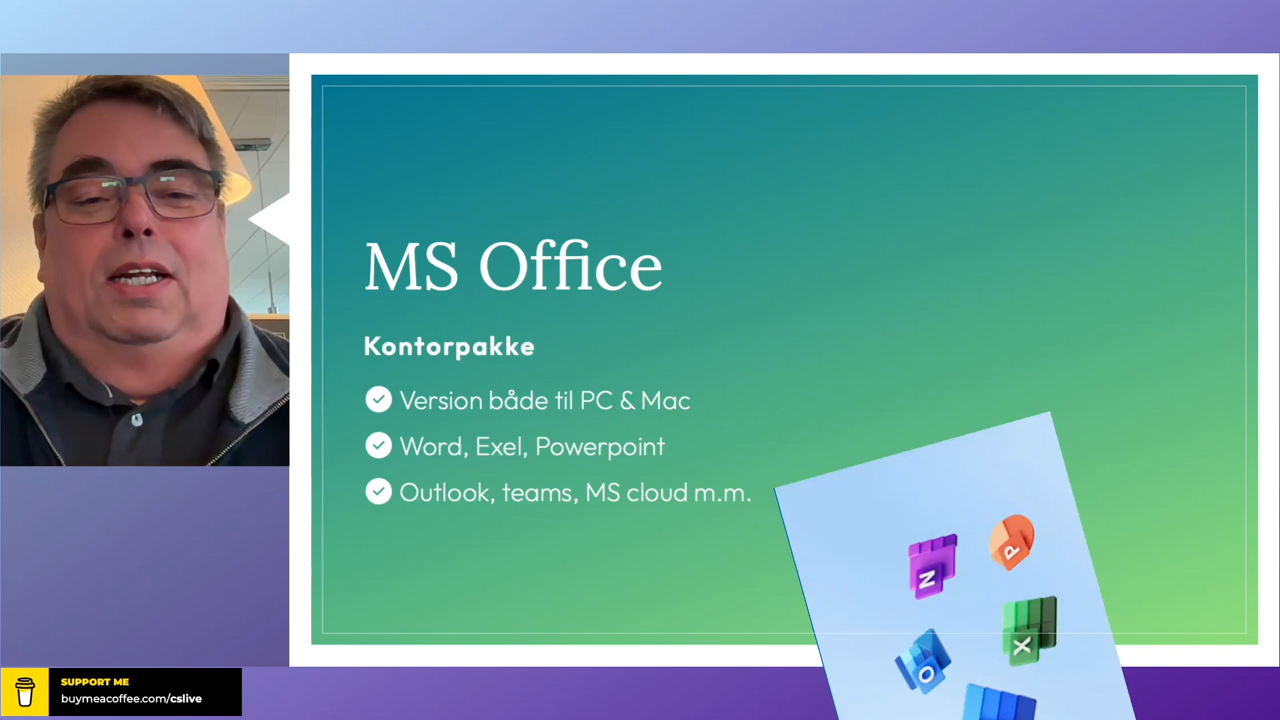 MS Office
Kontorpakke
Version både til PC & Mac
Word, Exel, Powerpoint
Outlook, teams, MS cloud m.m.
N
P
X
O
SUPPORT ME
buymeacoffee.com/cslive